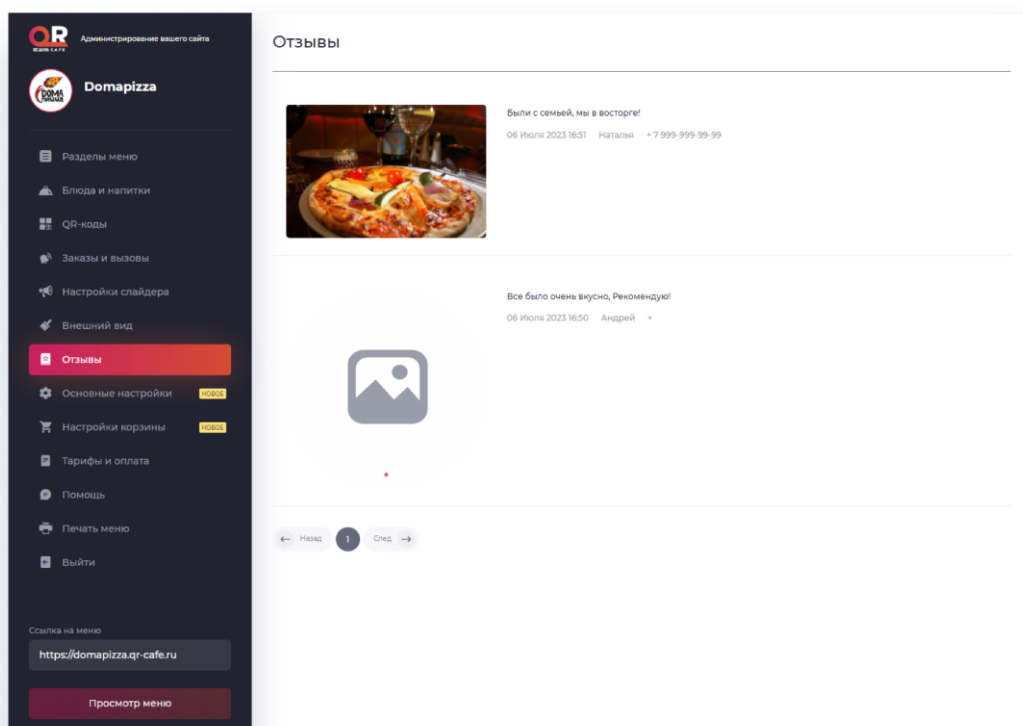 QR
Администрирование вашего сайта
DOMA
Domapizza
Разделы меню
Блюда и напитки
QR-коды
Заказы и вызовы
Настройки слайдера
Внешний вид
Отзывы
Основные настройки НОВОЕ
Настройки корзины НОВОЕ
Тарифы и оплата
Помощь
Печать меню
Выйти
Ссылка на меню
https://domapizza.qr-cafe.ru
Просмотр меню
Отзывы
Были с семьей, мы в восторге!
06 Июля 2023 16:51 Наталья + 7 999-999-99-99
Все было очень вкусно, Рекомендую!
06 Июля 2023 16:50 Андрей +
← Назад 1 След →